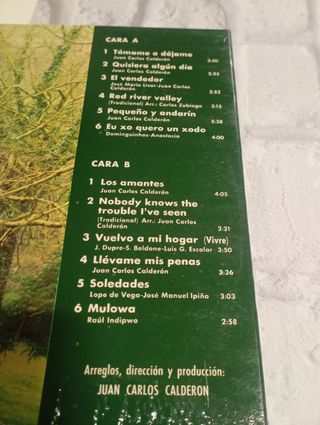 CARA A
1 Tómame o déjame
Juan Carlos Calderón 3:00
2 Quisiera algún día
Juan Carlos Calderón 2:25
3 El vendedor
José María Lizar-Juan Carlos
Calderón 3:52
4 Red river valley
(Tradicional) Arr.: Carlos Zubiaga 3:15
5 Pequeño y andarín
Juan Carlos Calderón 3:38
6 Eu xo quero un xodo
Dominguinhos-Anastacia 4:00
CARA B
1 Los amantes
Juan Carlos Calderón 4:05
2 Nobody knows the
trouble I've seen
(Tradicional) Arr.: Juan Carlos
Calderón 2:21
3 Vuelvo a mi hogar (Vivre)
J. Dupre-S. Beldone-Luis G. Escolar 3:50
4 Llévame mis penas
Juan Carlos Calderón 3:36
5 Soledades
Lope de Vega-José Manuel Ipiña 3:03
6 Mulowa
Raúl Indipwo 2:58
Arreglos, dirección y producción:
JUAN CARLOS CALDERON